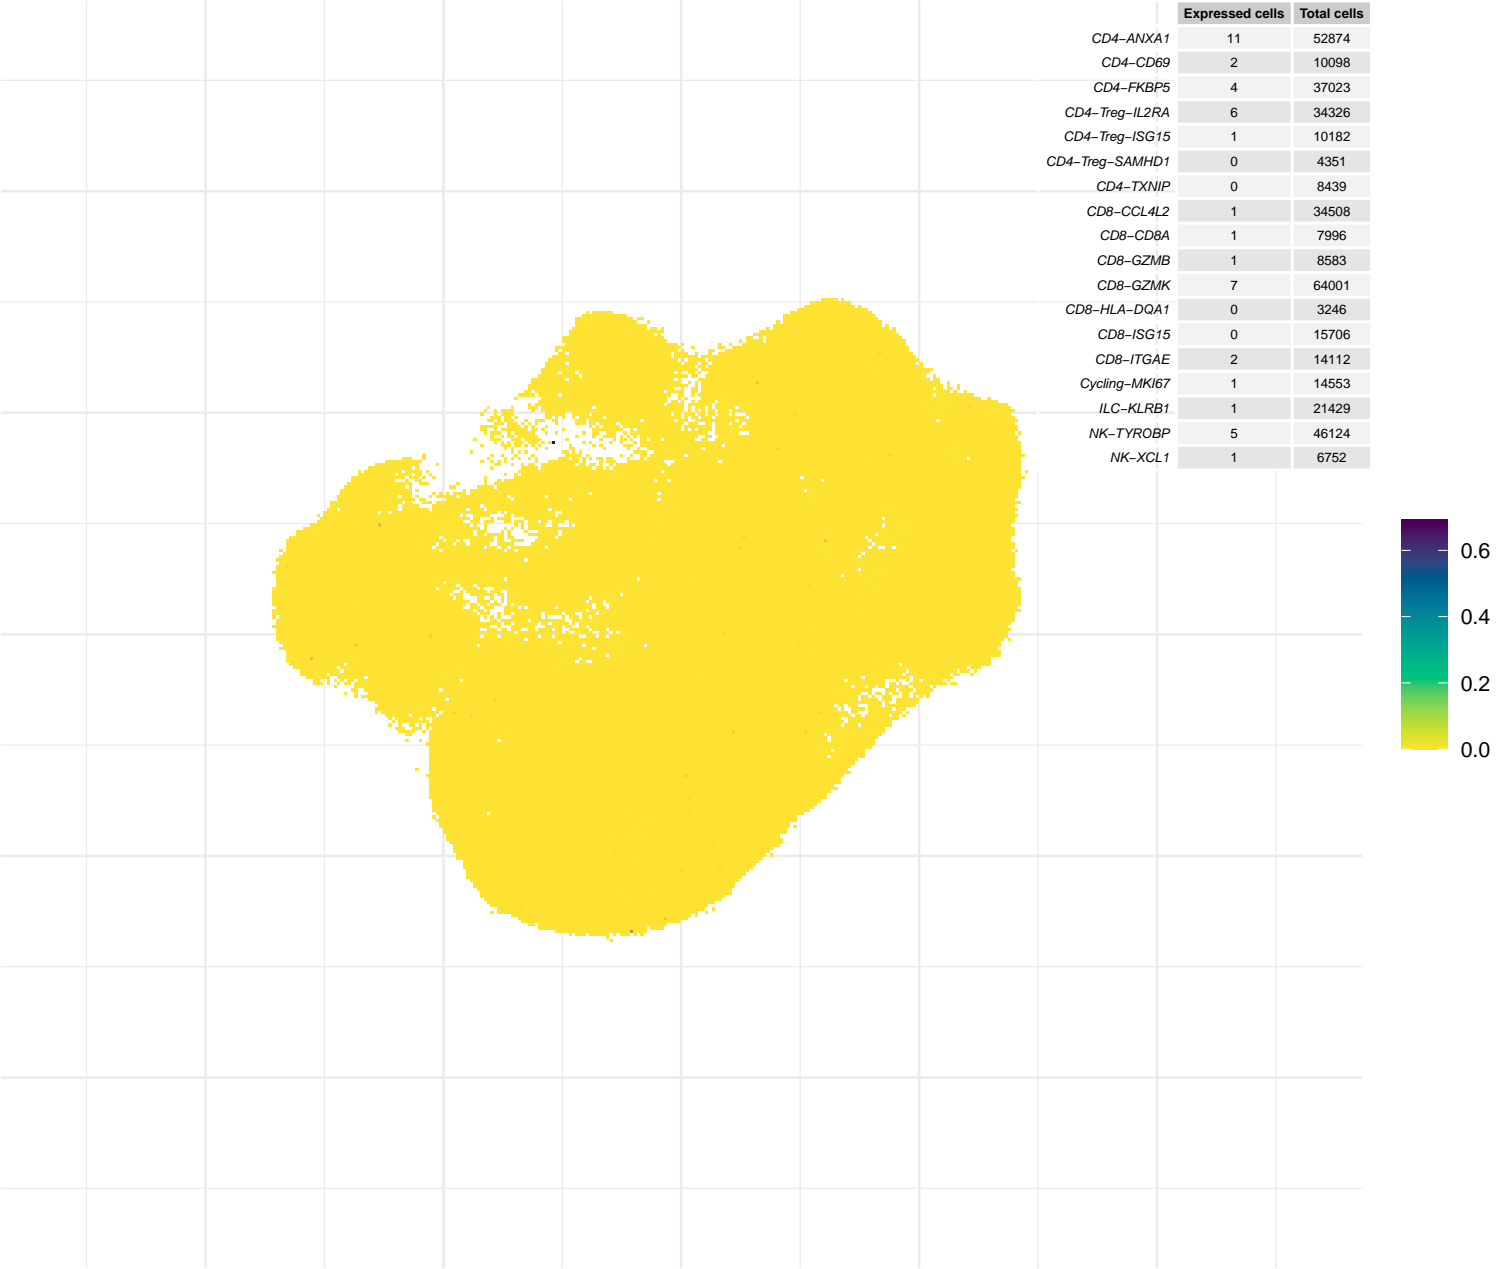 Expressed cells Total cells
CD4−ANXA1 11 52874
CD4−CD69 2 10098
CD4−FKBP5 4 37023
CD4−Treg−IL2RA 6 34326
CD4−Treg−ISG15 1 10182
CD4−Treg−SAMHD1 0 4351
CD4−TXNIP 0 8439
CD8−CCL4L2 1 34508
CD8−CD8A 1 7996
CD8−GZMB 1 8583
CD8−GZMK 7 64001
CD8−HLA−DQA1 0 3246
CD8−ISG15 0 15706
CD8−ITGAE 2 14112
Cycling−MKI67 1 14553
ILC−KLRB1 1 21429
NK−TYROBP 5 46124
NK−XCL1 1 6752
0.6
0.4
0.2
0.0